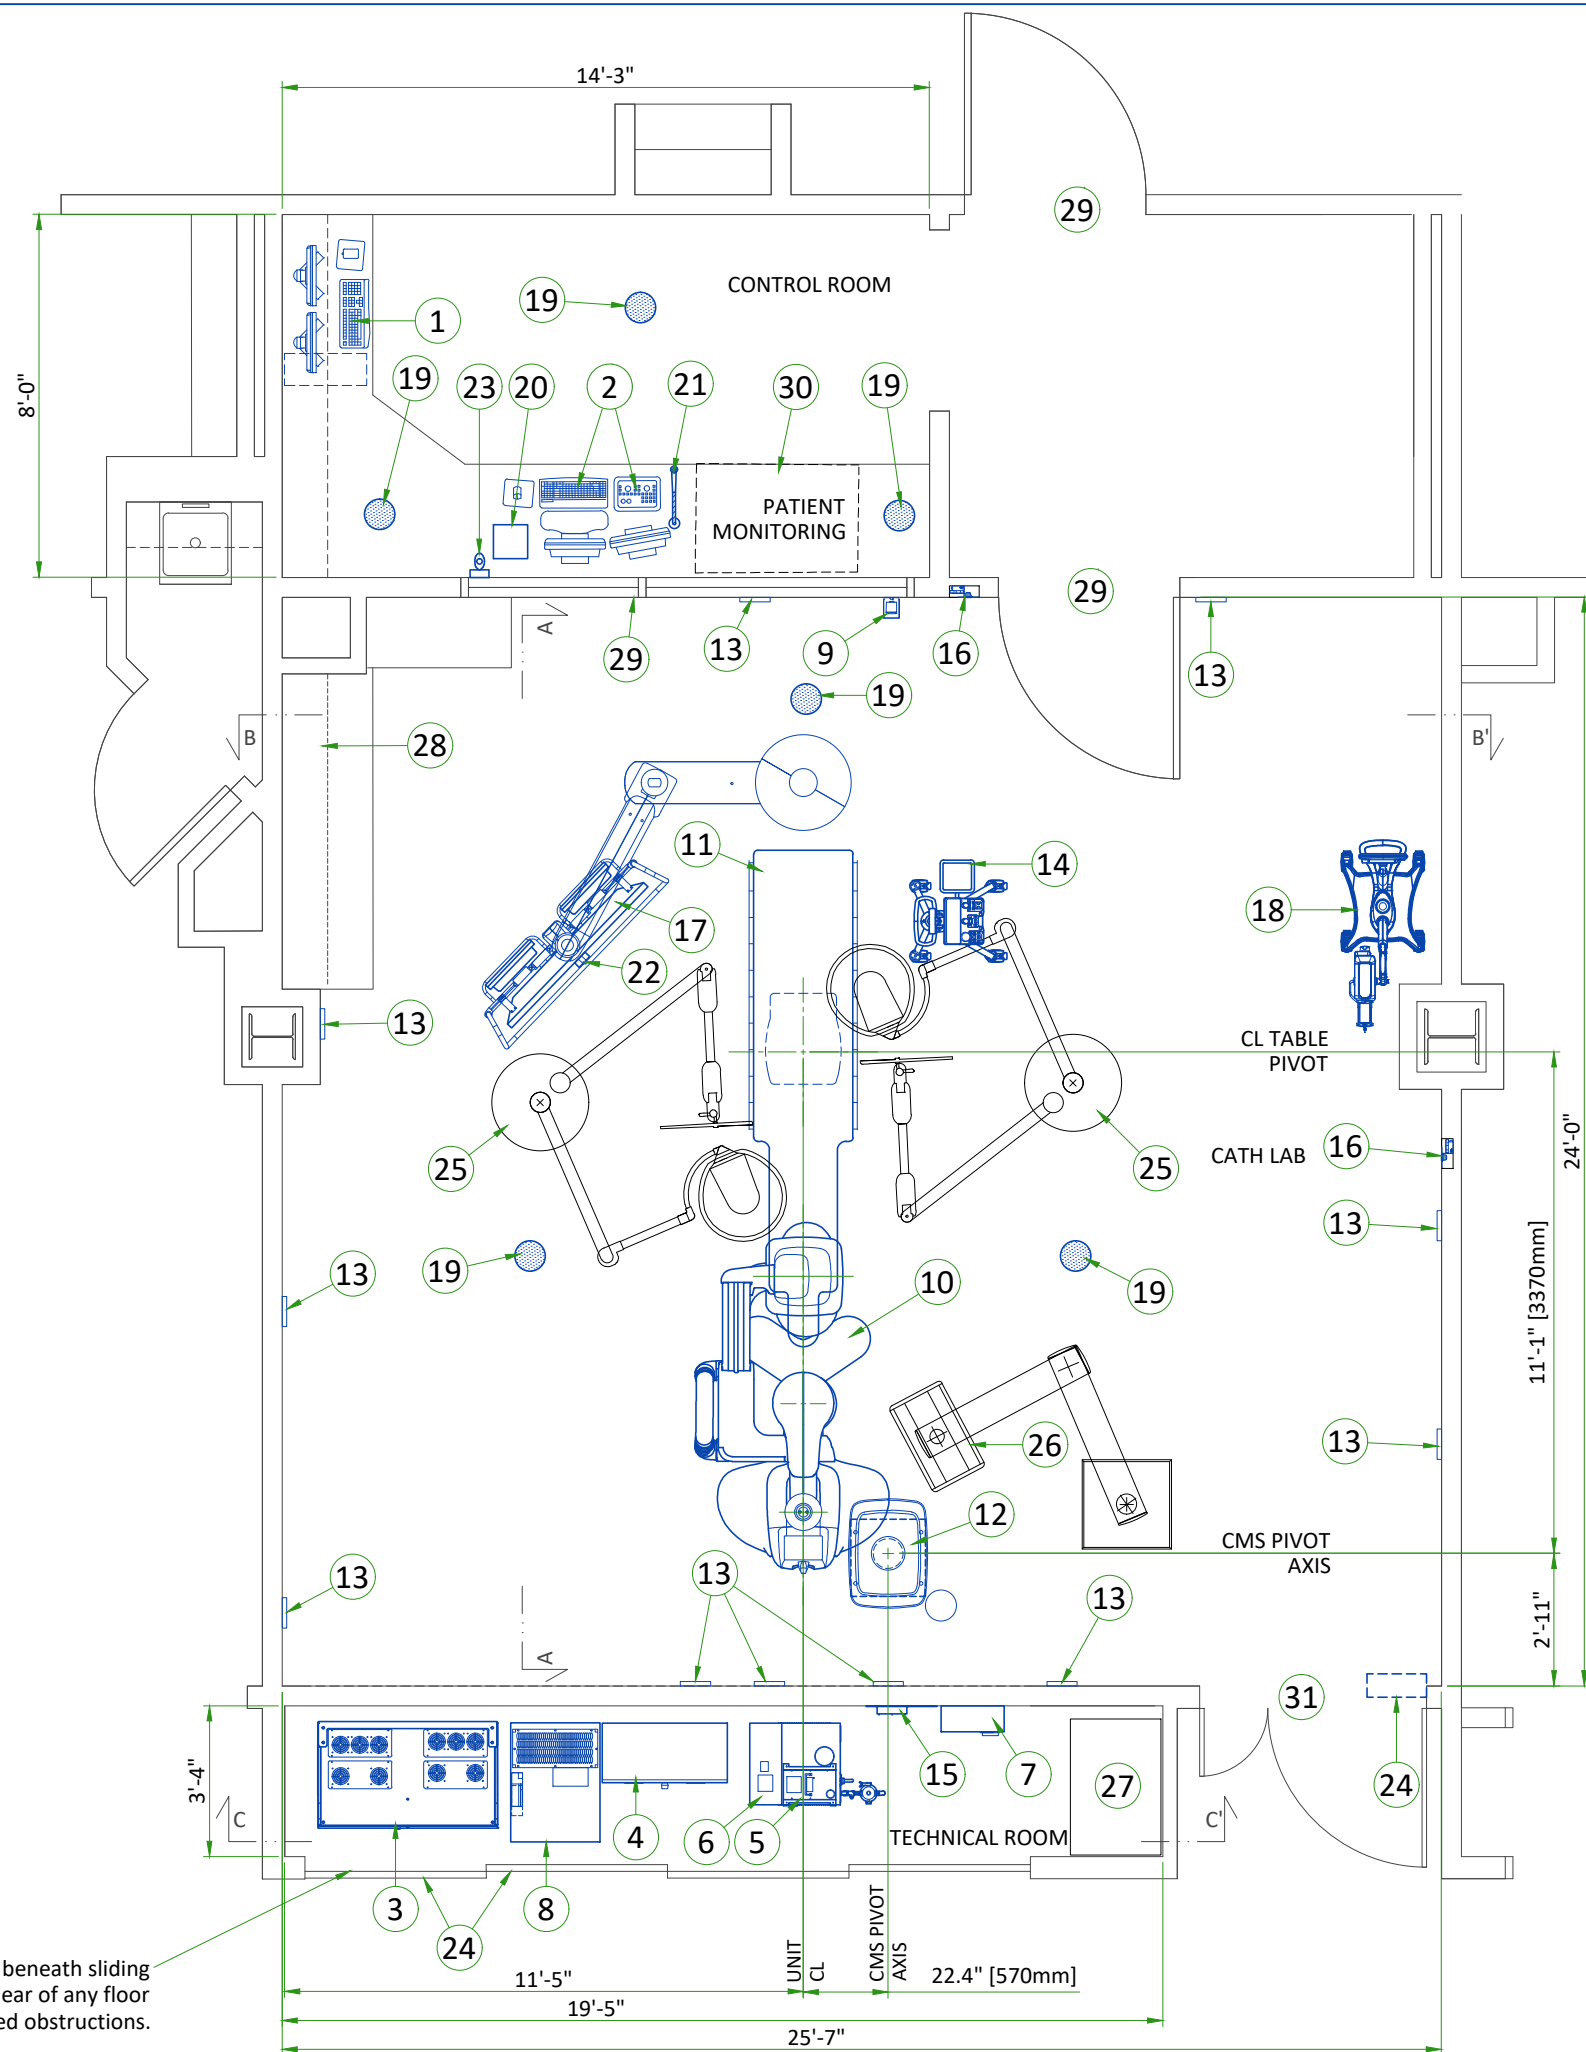 14'-3"
29
CONTROL ROOM
19
1
8'-0"
19
23
20
2
21
30
19
PATIENT
MONITORING
29
A
13
9
16
29
13
19
B
28
B'
11
14
17
18
22
13
CL TABLE
PIVOT
24'-0"
25
25
CATH LAB
16
13
19
13
10
19
11'-1" [3370mm]
26
13
12
CMS PIVOT
AXIS
13
13
13
2'-11"
A
31
3'-4"
15
7
27
24
C
C'
4
6
5
TECHNICAL ROOM
3
8
24
UNIT
CL
CMS PIVOT
AXIS
beneath sliding
ear of any floor
ed obstructions.
11'-5"
22.4" [570mm]
19'-5"
25'-7"